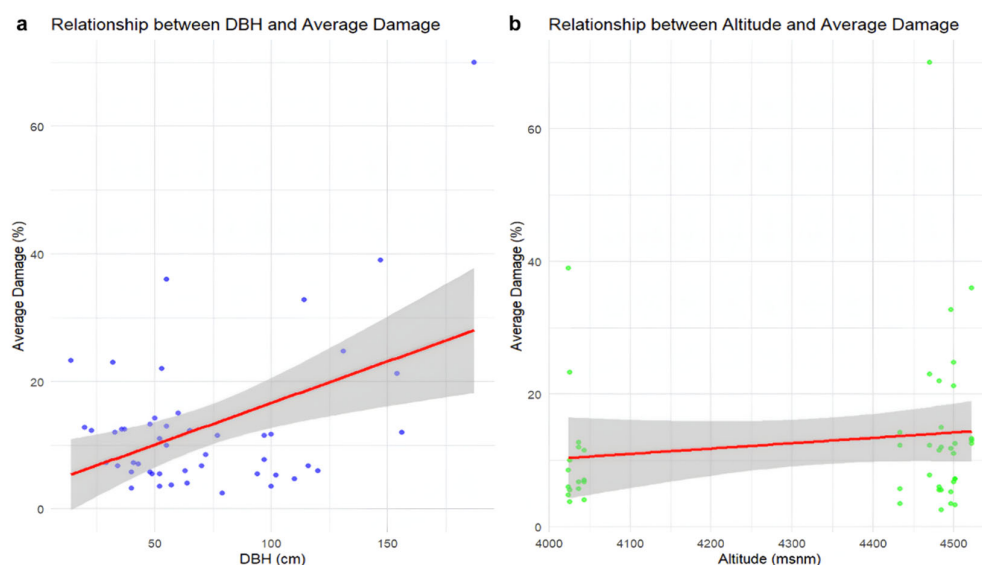 a Relationship between DBH and Average Damage
60
40
20
0
Average Damage (%)
50
100
150
DBH (cm)
b Relationship between Altitude and Average Damage
60
40
20
0
Average Damage (%)
4000
4100
4200
4300
4400
4500
Altitude (msnm)